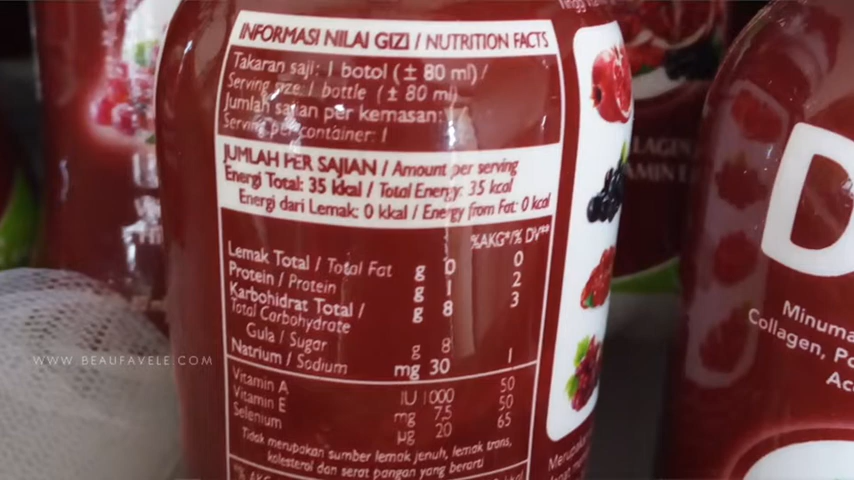 INFORMASI NILAI GIZI / NUTRITION FACTS
Takaran saji: 1 botol (± 80 ml) /
Serving size: 1 bottle (± 80 ml)
Jumlah sajian per kemasan:
Serving per container: 1
JUMLAH PER SAJIAN / Amount per serving
Energi Total: 35 kkal / Total Energy: 35 kcal
Energi dari Lemak: 0 kkal / Energy from Fat: 0 kcal
%AKG*/% DV**
Lemak Total / Total Fat g 0 0
Protein / Protein g 1 2
Karbohidrat Total / g 8 3
Total Carbohydrate
Gula / Sugar g 8
Natrium / Sodium mg 30 1
Vitamin A IU 1000 50
Vitamin E mg 7.5 50
Selenium µg 20 65
Tidak merupakan sumber lemak jenuh, lemak trans,
kolesterol dan serat pangan yang berarti
WWW.BEAUFAVELE.COM
D
Minuma
Collagen, Po
Ac